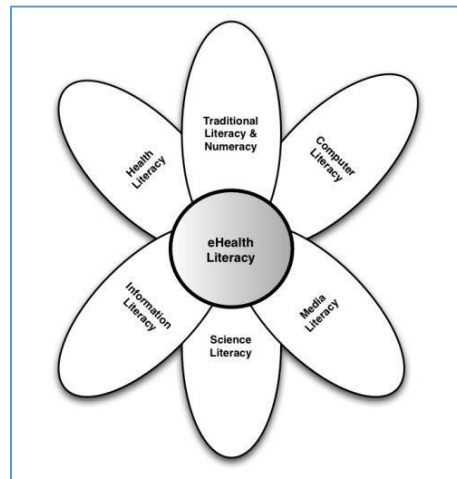 Traditional
Literacy &
Numeracy
Health
Literacy
Computer
Literacy
eHealth
Literacy
Information
Literacy
Media
Literacy
Science
Literacy